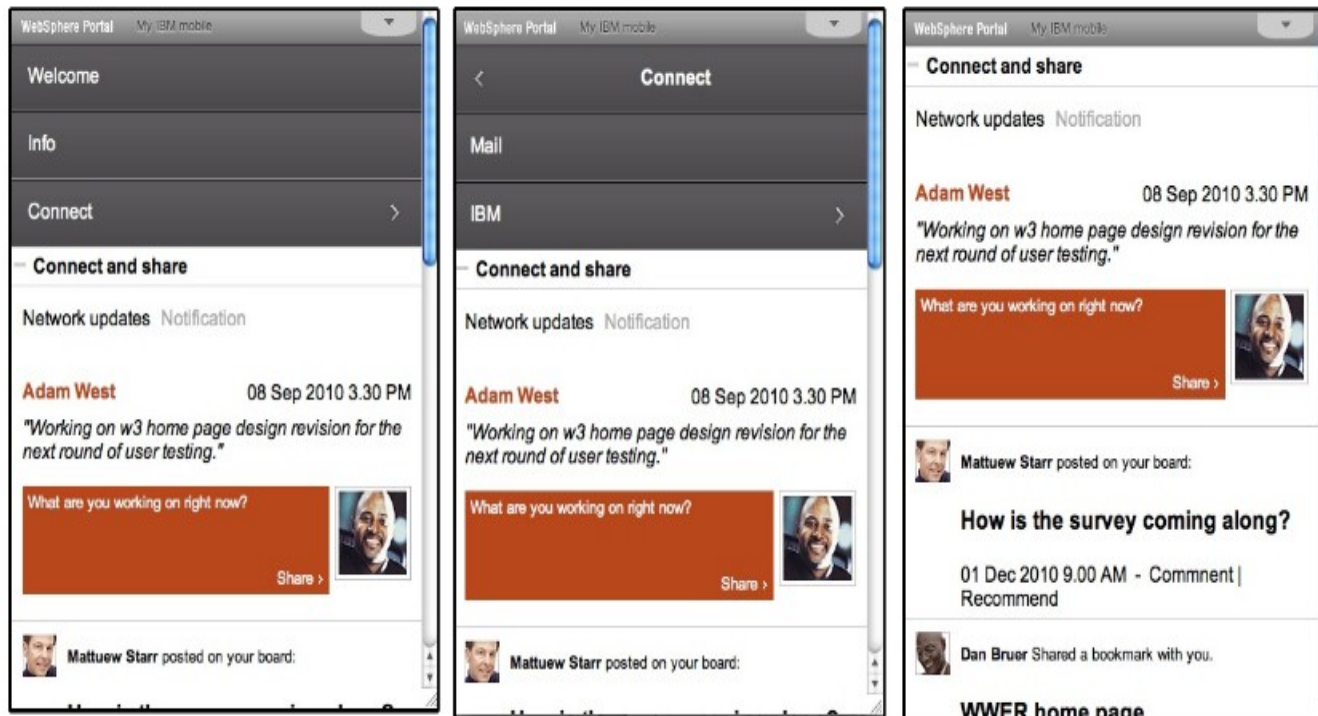 WebSphere Portal My IBM mobile
Welcome
Info
Connect >
Connect and share
Network updates Notification
Adam West 08 Sep 2010 3.30 PM
"Working on w3 home page design revision for the
next round of user testing."
What are you working on right now?
Share ›
Mattuew Starr posted on your board:
WebSphere Portal My IBM mobile
< Connect
Mail
IBM >
Connect and share
Network updates Notification
Adam West 08 Sep 2010 3.30 PM
"Working on w3 home page design revision for the
next round of user testing."
What are you working on right now?
Share ›
Mattuew Starr posted on your board:
WebSphere Portal My IBM mobile
Connect and share
Network updates Notification
Adam West 08 Sep 2010 3.30 PM
"Working on w3 home page design revision for the
next round of user testing."
What are you working on right now?
Share ›
Mattuew Starr posted on your board:
How is the survey coming along?
01 Dec 2010 9.00 AM - Commnent |
Recommend
Dan Bruer Shared a bookmark with you.
WWER home page